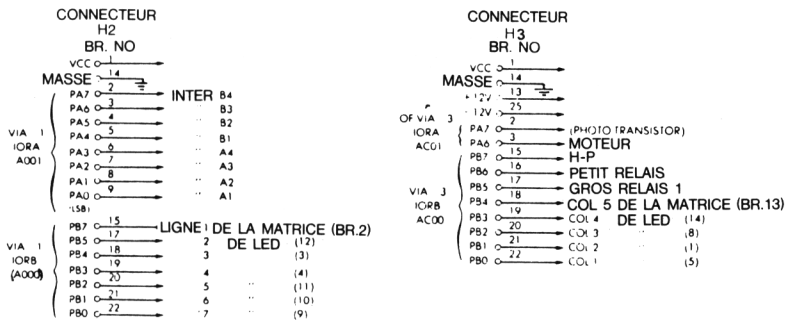 CONNECTEUR
H2
BR. NO
VCC 1
MASSE 14
PA7 2 INTER B4
PA6 3 " B3
PA5 4 " B2
PA4 5 " B1
PA3 6 " A4
PA2 7 " A3
PA1 8 " A2
PA0 9 " A1
(LSB)
VIA 1
IORA
A001
PB7 15 LIGNE 1 DE LA MATRICE (BR.2)
PB5 17 2 DE LED (12)
PB4 18 3 (3)
PB3 19 4 " (4)
PB2 20 5 " (11)
PB1 21 6 " (10)
PB0 22 7 " (9)
VIA 1
IORB
(A000)
CONNECTEUR
H3
BR. NO
VCC 1
MASSE 14
+12V 13
12V 25
PA7 2 (PHOTO TRANSISTOR)
PA6 3 MOTEUR
OF VIA 3
IORA
AC01
PB7 15 H-P
PB6 16 PETIT RELAIS
PB5 17 GROS RELAIS 1
PB4 18 COL 5 DE LA MATRICE (BR.13)
PB3 19 COL 4 DE LED (14)
PB2 20 COL 3 " (8)
PB1 21 COL 2 " (1)
PB0 22 COL 1 (5)
VIA 3
IORB
AC00